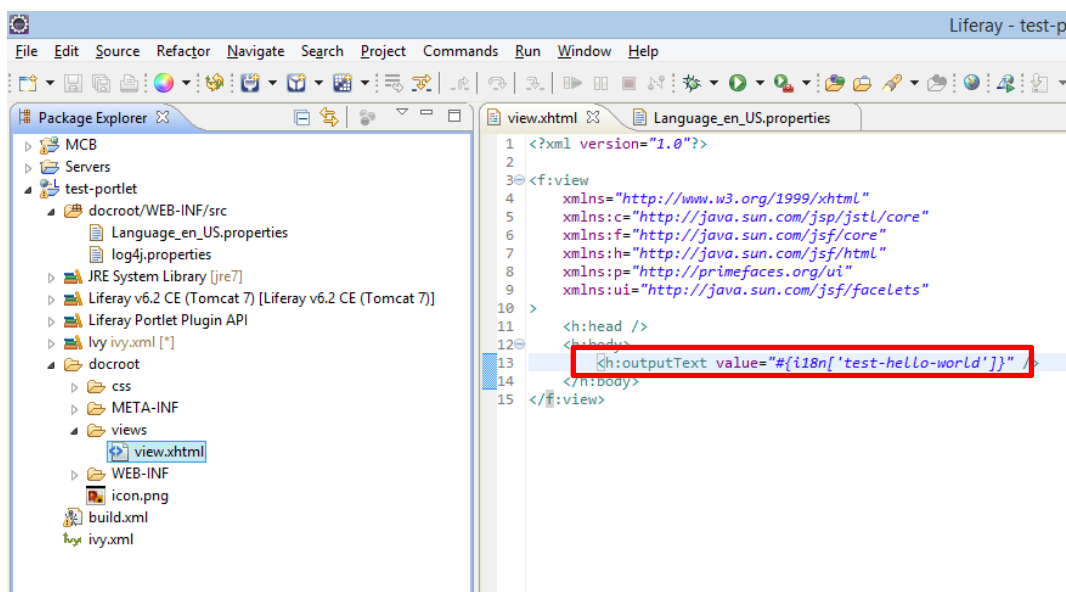 Liferay - test-p
File Edit Source Refactor Navigate Search Project Commands Run Window Help
Package Explorer
MCB
Servers
test-portlet
docroot/WEB-INF/src
Language_en_US.properties
log4j.properties
JRE System Library [jre7]
Liferay v6.2 CE (Tomcat 7) [Liferay v6.2 CE (Tomcat 7)]
Liferay Portlet Plugin API
Ivy ivy.xml [*]
docroot
css
META-INF
views
view.xhtml
WEB-INF
icon.png
build.xml
ivy.xml
view.xhtml Language_en_US.properties
1 <?xml version="1.0"?>
2
3 <f:view
4 xmlns="http://www.w3.org/1999/xhtml"
5 xmlns:c="http://java.sun.com/jsp/jstl/core"
6 xmlns:f="http://java.sun.com/jsf/core"
7 xmlns:h="http://java.sun.com/jsf/html"
8 xmlns:p="http://primefaces.org/ui"
9 xmlns:ui="http://java.sun.com/jsf/facelets"
10 >
11 <h:head />
12 <h:body>
13 <h:outputText value="#{i18n['test-hello-world']}" />
14 </h:body>
15 </f:view>